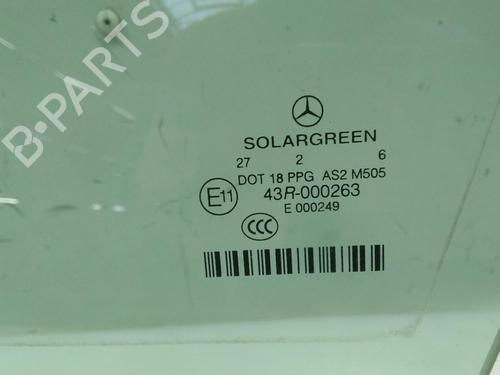 B-PARTS
SOLARGREEN
27 2 6
DOT 18 PPG AS2 M505
E11 43R-000263
E 000249
CCC